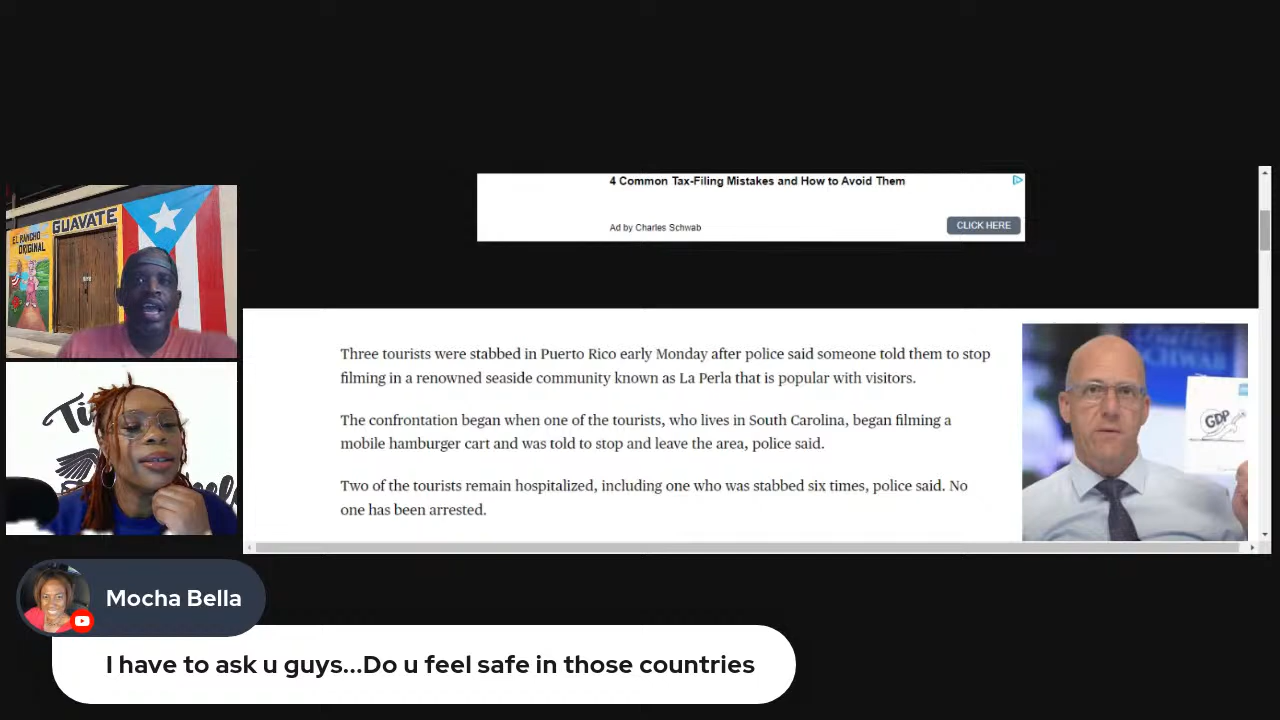 4 Common Tax-Filing Mistakes and How to Avoid Them
Ad by Charles Schwab
CLICK HERE
GUAVATE
EL RANCHO
ORIGINAL
Three tourists were stabbed in Puerto Rico early Monday after police said someone told them to stop
filming in a renowned seaside community known as La Perla that is popular with visitors.
The confrontation began when one of the tourists, who lives in South Carolina, began filming a
mobile hamburger cart and was told to stop and leave the area, police said.
Two of the tourists remain hospitalized, including one who was stabbed six times, police said. No
one has been arrested.
GDP
Mocha Bella
I have to ask u guys...Do u feel safe in those countries